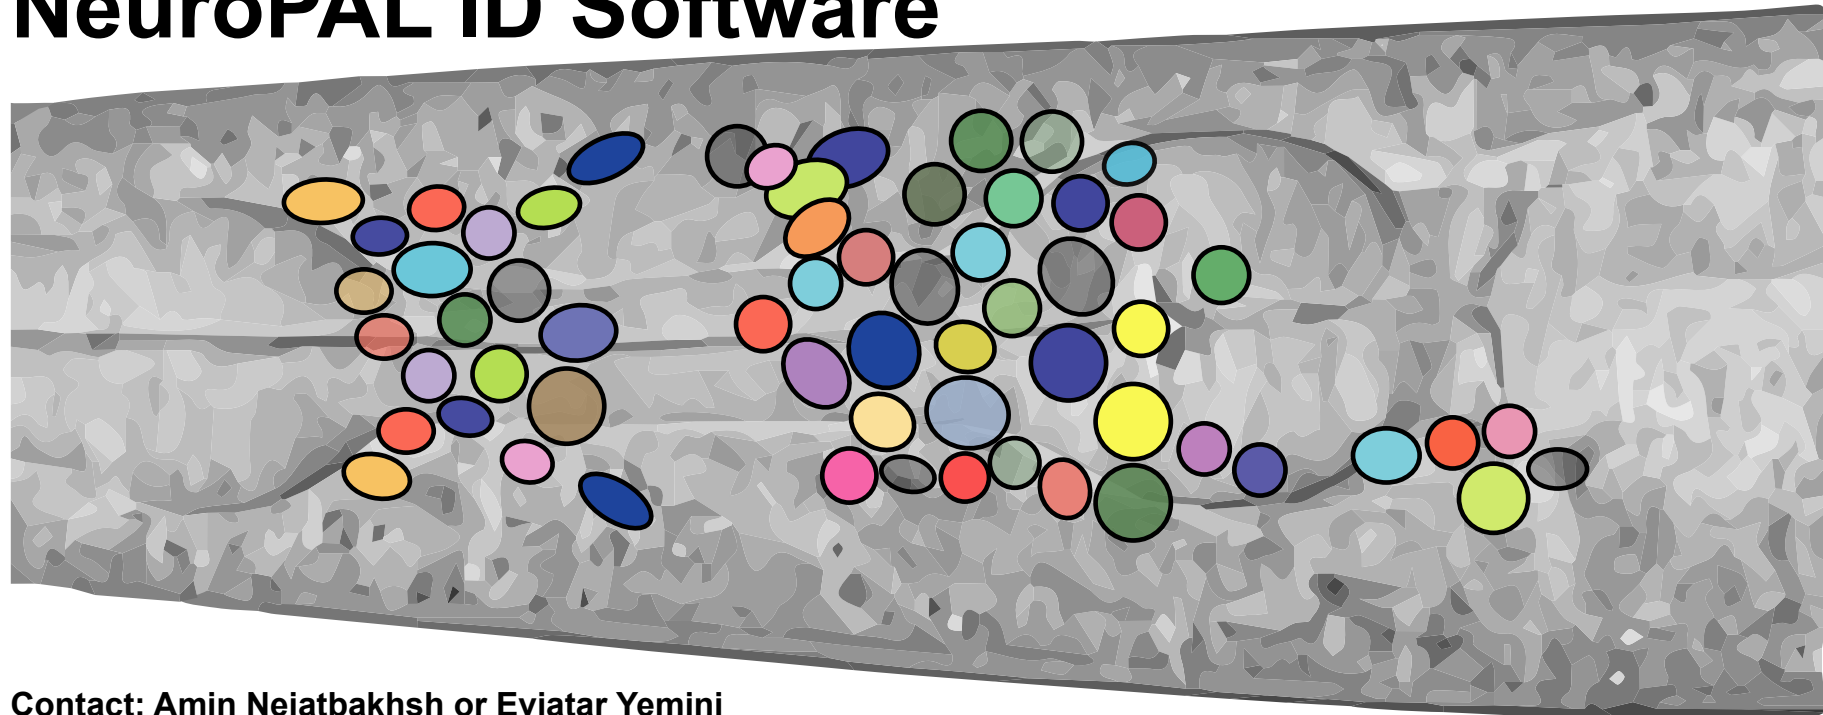 NeuroPAL ID Software
Contact: Amin Nejatbakhsh or Eviatar Yemini